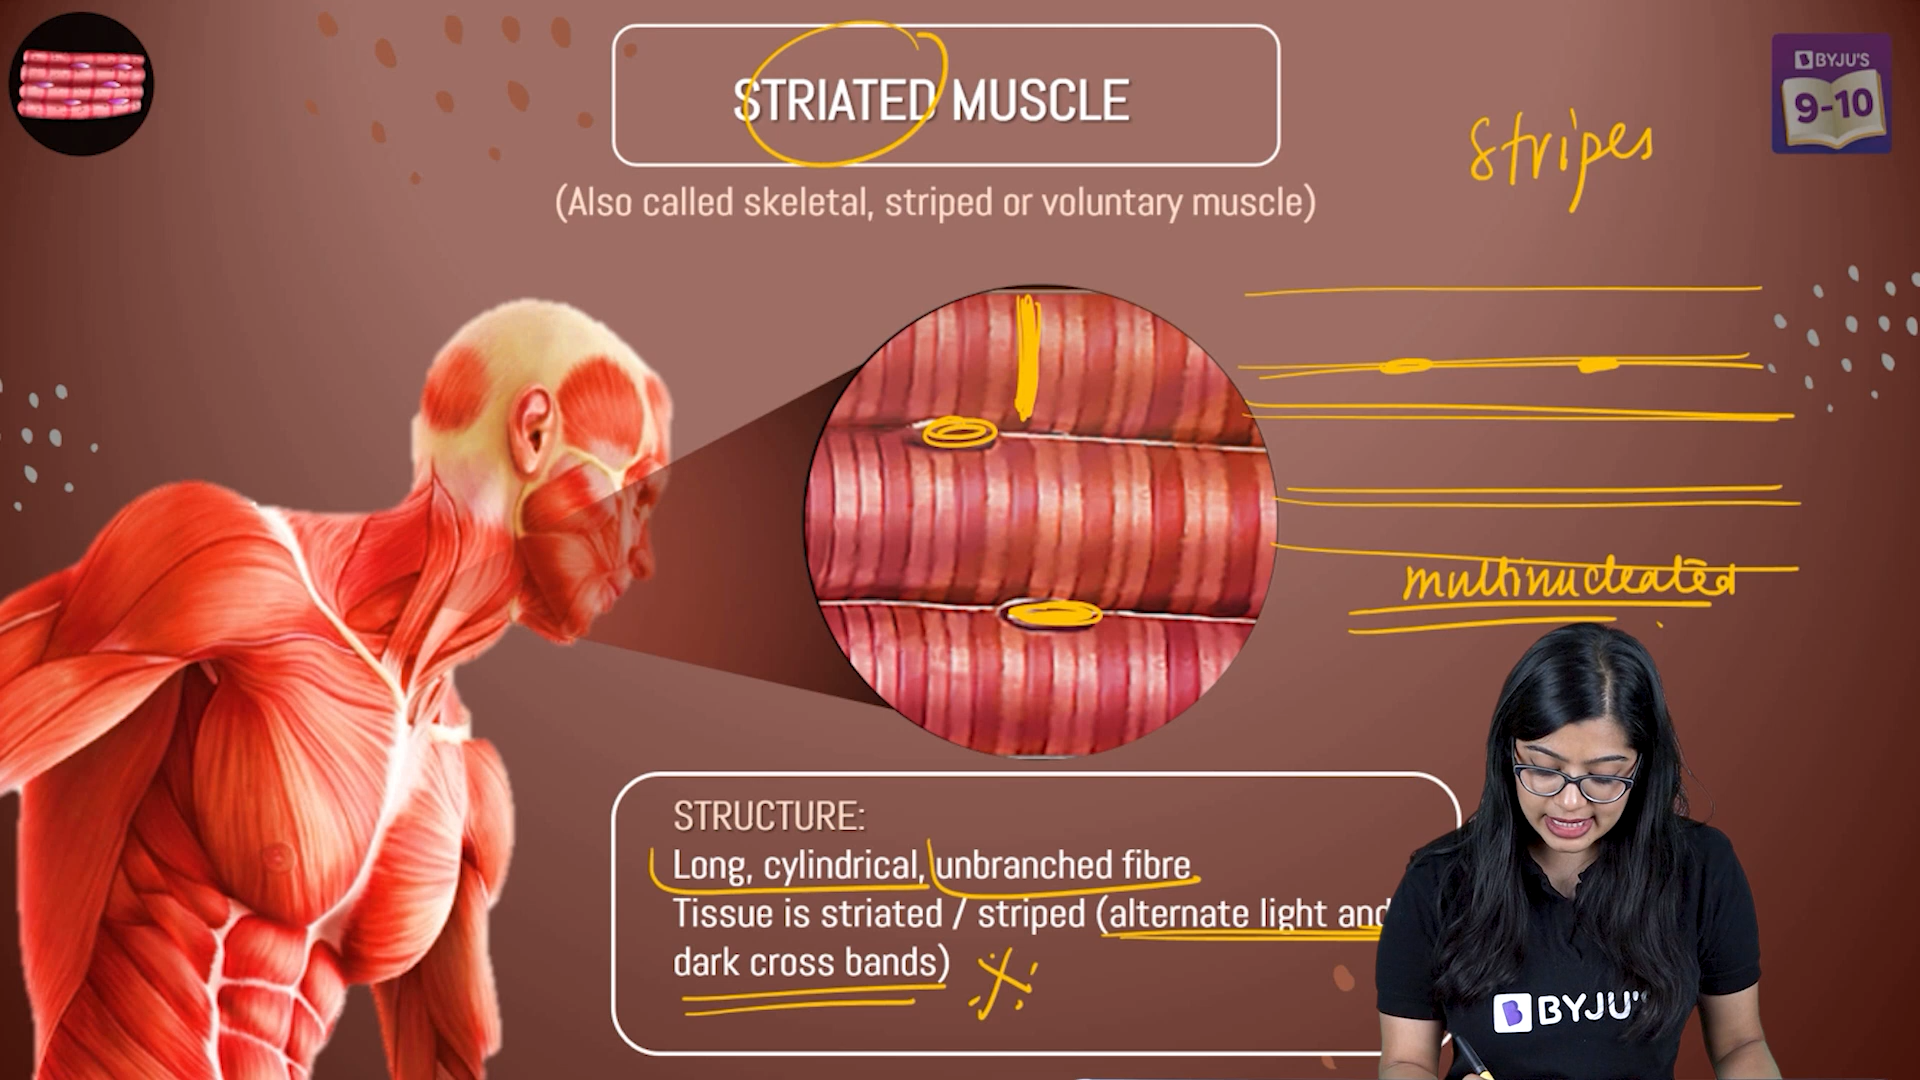 STRIATED MUSCLE
(Also called skeletal, striped or voluntary muscle)
stripes
BYJU'S
9-10
multinucleated
STRUCTURE:
Long, cylindrical, unbranched fibre
Tissue is striated / striped (alternate light and
dark cross bands)
BYJU'S